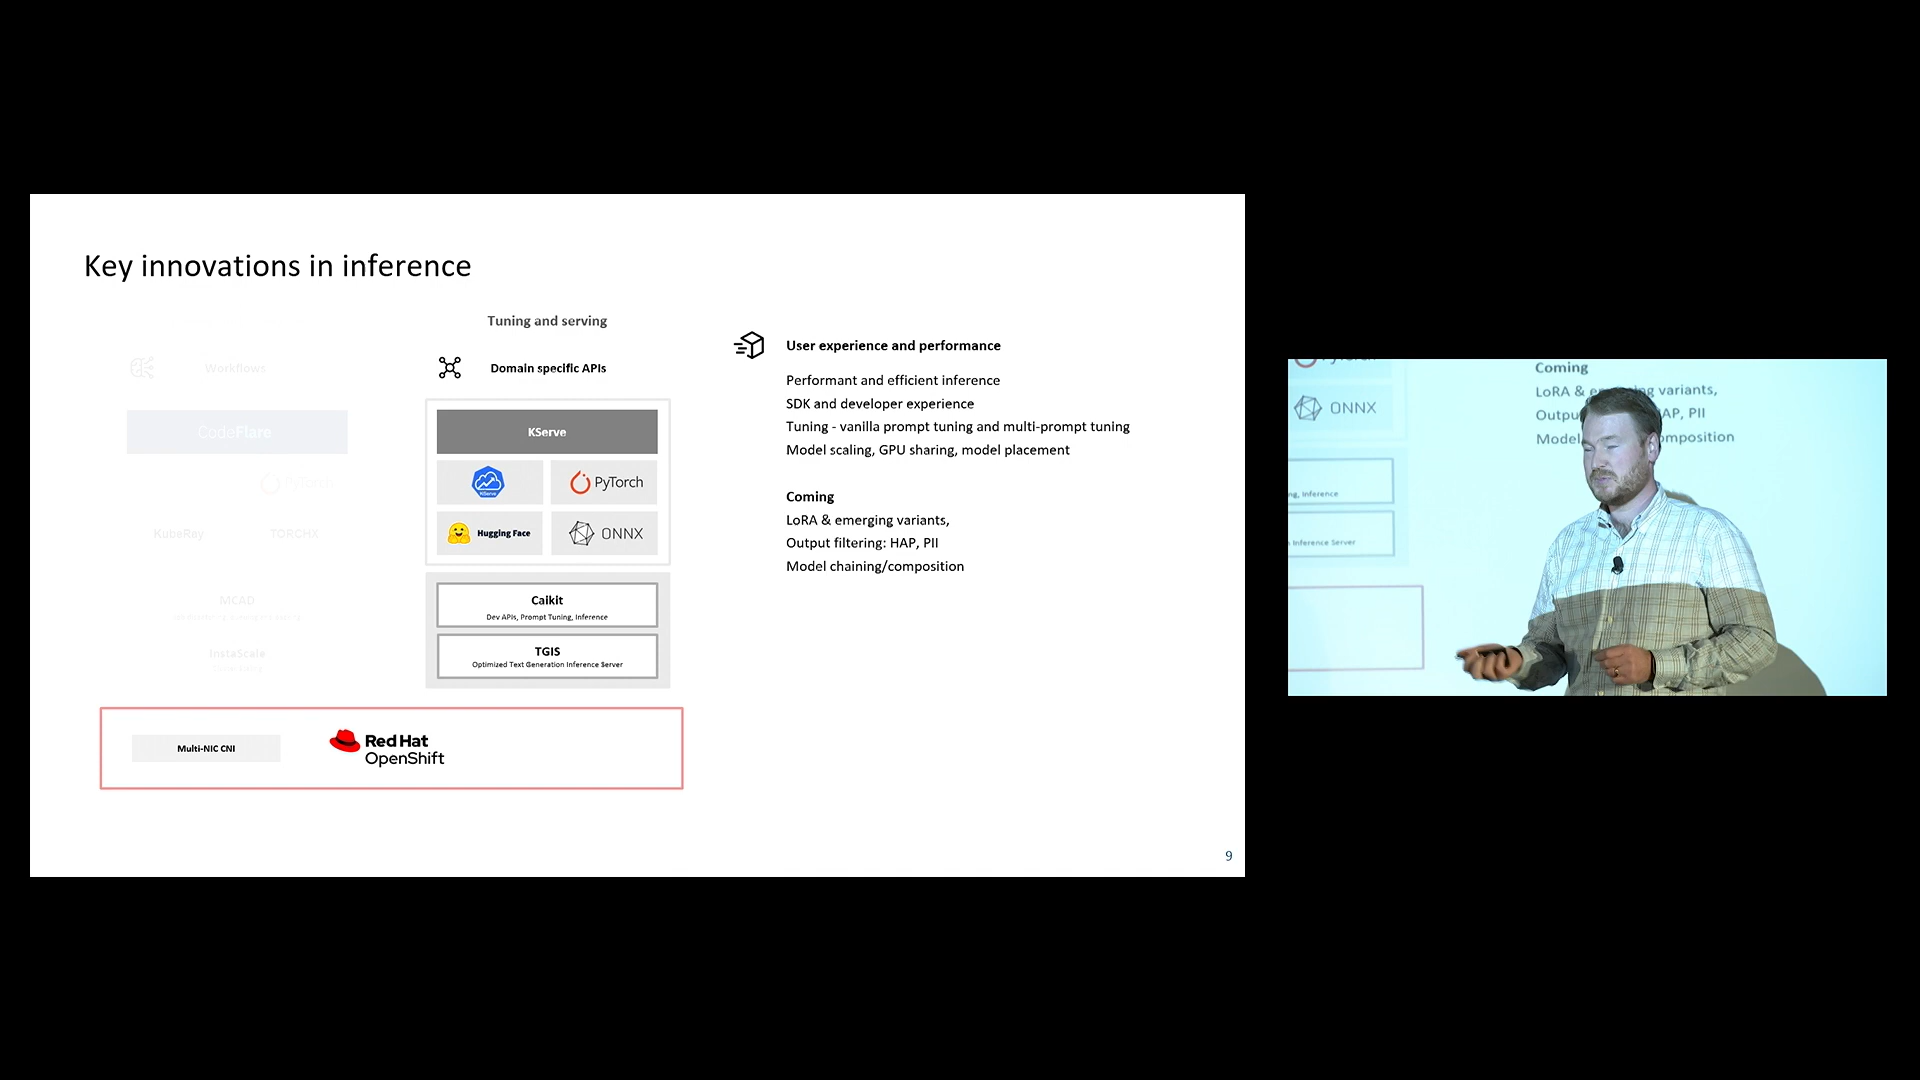 Key innovations in inference
Workflows
CodeFlare
PyTorch
KubeRay
TORCHX
MCAD
InstaScale
Tuning and serving
Domain specific APIs
KServe
KServe
PyTorch
Hugging Face
ONNX
Caikit
Dev APIs, Prompt Tuning, Inference
TGIS
Optimized Text Generation Inference Server
Multi-NIC CNI
Red Hat
OpenShift
User experience and performance
Performant and efficient inference
SDK and developer experience
Tuning - vanilla prompt tuning and multi-prompt tuning
Model scaling, GPU sharing, model placement
Coming
LoRA & emerging variants,
Output filtering: HAP, PII
Model chaining/composition
9
ONNX
Inference
Inference Server
Coming
LoRA & variants,
AP, PII
Model composition